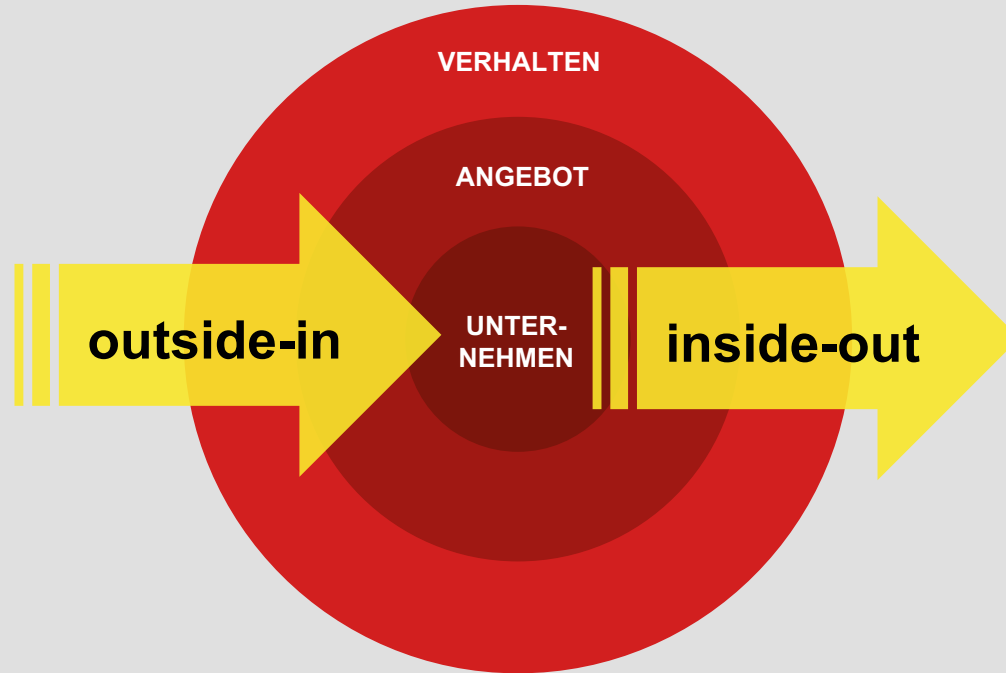 VERHALTEN
ANGEBOT
outside-in
UNTER-
NEHMEN
inside-out